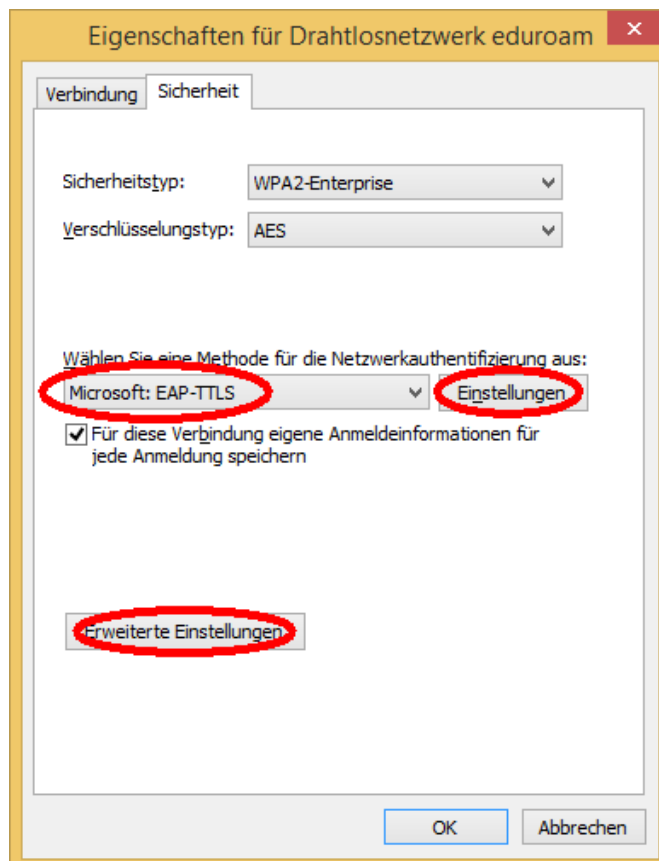 Eigenschaften für Drahtlosnetzwerk eduroam
Verbindung Sicherheit
Sicherheitstyp: WPA2-Enterprise
Verschlüsselungstyp: AES
Wählen Sie eine Methode für die Netzwerkauthentifizierung aus:
Microsoft: EAP-TTLS Einstellungen
Für diese Verbindung eigene Anmeldeinformationen für
jede Anmeldung speichern
Erweiterte Einstellungen
OK Abbrechen